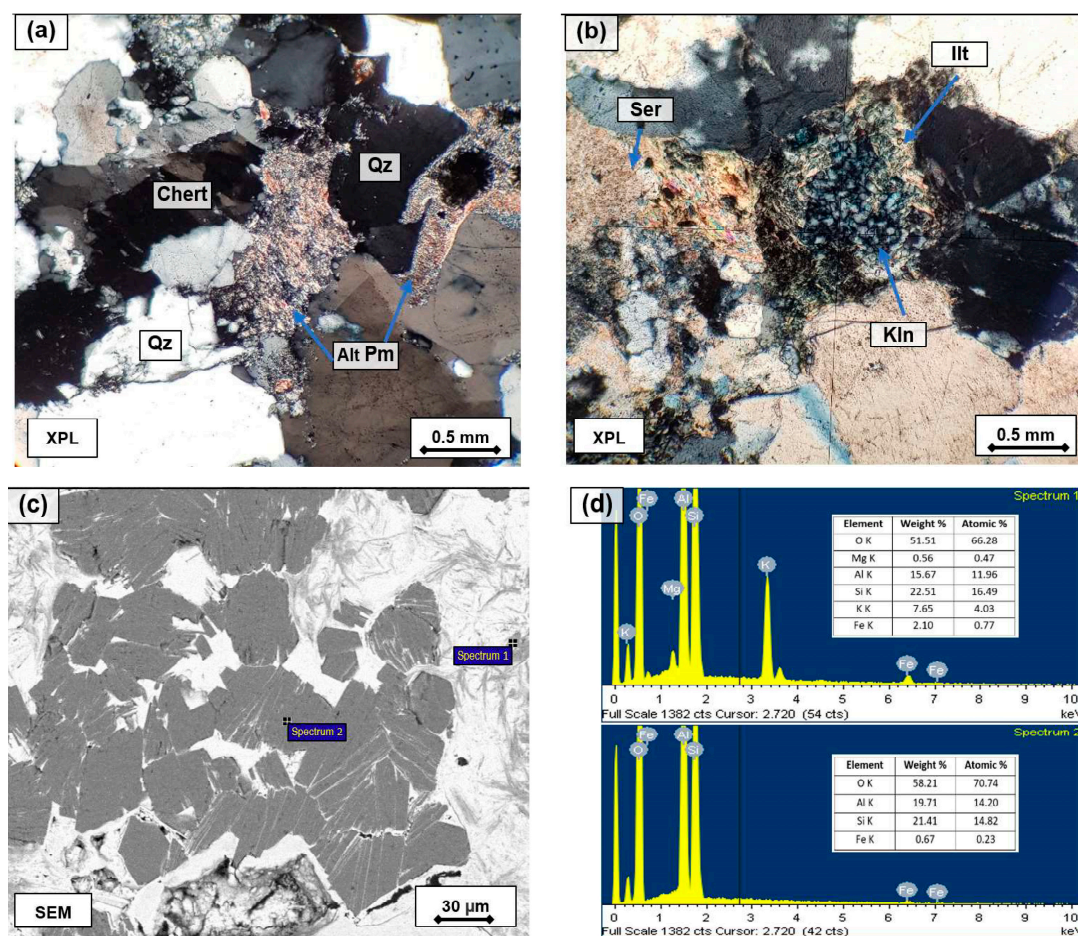 (a)
Qz
Chert
Qz
Alt Pm
XPL
0.5 mm
(b)
Ilt
Ser
Kln
XPL
0.5 mm
(c)
Spectrum 1
Spectrum 2
SEM
30 µm
(d)
Spectrum 1
Fe
Al
O
Si
K
Mg
K
Fe
Fe
Element Weight % Atomic %
O K 51.51 66.28
Mg K 0.56 0.47
Al K 15.67 11.96
Si K 22.51 16.49
K K 7.65 4.03
Fe K 2.10 0.77
0 1 2 3 4 5 6 7 8 9 10
Full Scale 1382 cts Cursor: 2.720 (54 cts) keV
Spectrum 2
Fe
Al
O
Si
Fe
Fe
Element Weight % Atomic %
O K 58.21 70.74
Al K 19.71 14.20
Si K 21.41 14.82
Fe K 0.67 0.23
0 1 2 3 4 5 6 7 8 9 10
Full Scale 1382 cts Cursor: 2.720 (42 cts) keV